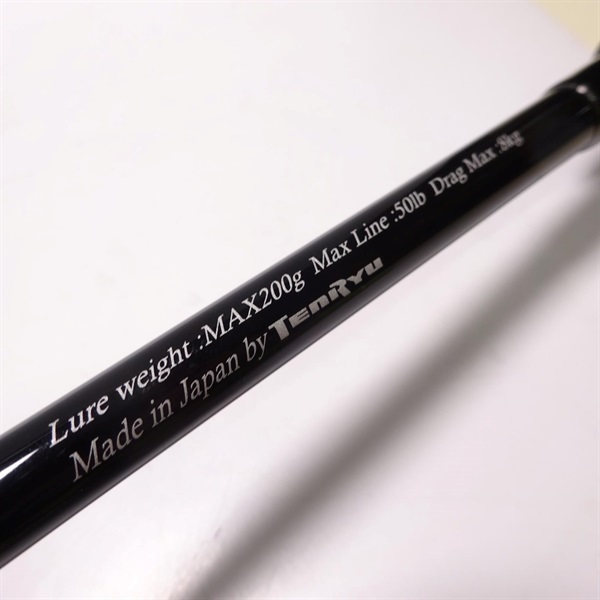 Lure weight :MAX200g Max Line :50lb Drag Max :8kg
Made in Japan by TENRYU